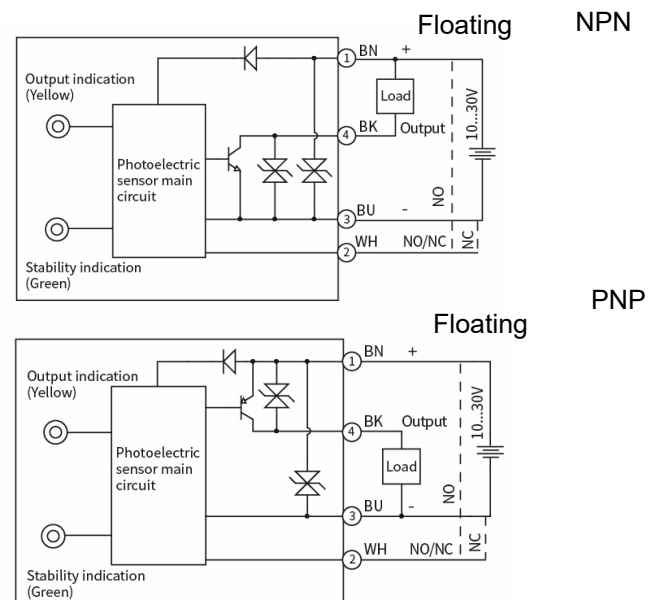 Floating NPN
1 BN +
Output indication
(Yellow)
Load
10...30V
4 BK Output
Photoelectric
sensor main
circuit
NO
3 BU -
2 WH NO/NC NC
Stability indication
(Green)
PNP
Floating
1 BN +
Output indication
(Yellow)
10...30V
4 BK Output
Photoelectric
sensor main
circuit
Load
NO
3 BU -
2 WH NO/NC NC
Stability indication
(Green)